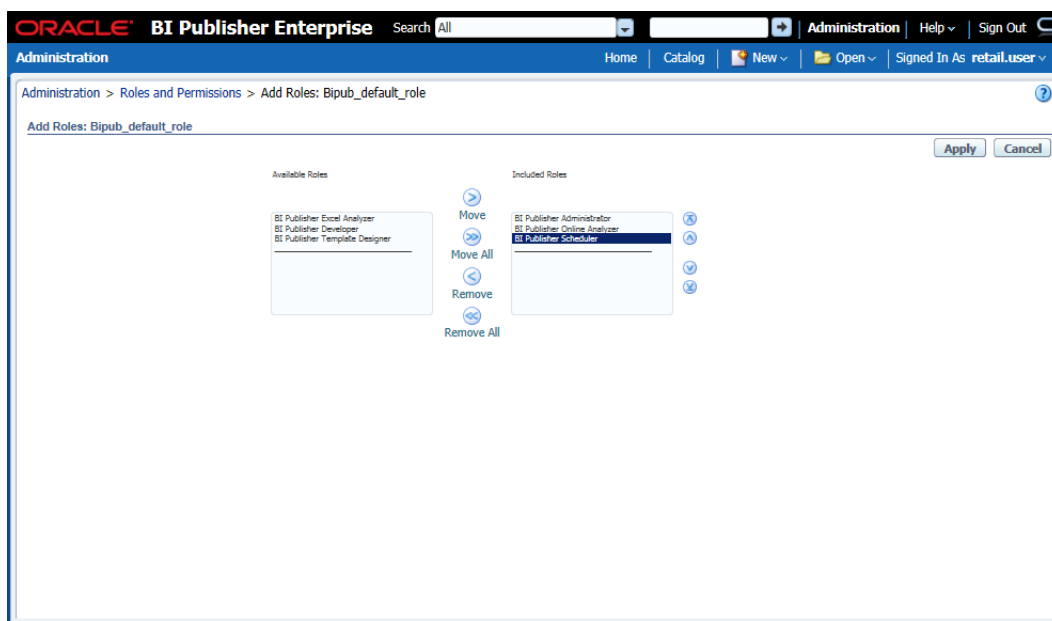 ORACLE BI Publisher Enterprise Search All Administration Help Sign Out
Administration Home Catalog New Open Signed In As retail.user
Administration > Roles and Permissions > Add Roles: Bipub_default_role
Add Roles: Bipub_default_role
Apply Cancel
Available Roles
BI Publisher Excel Analyzer
BI Publisher Developer
BI Publisher Template Designer
Move
Move All
Remove
Remove All
Included Roles
BI Publisher Administrator
BI Publisher Online Analyzer
BI Publisher Scheduler